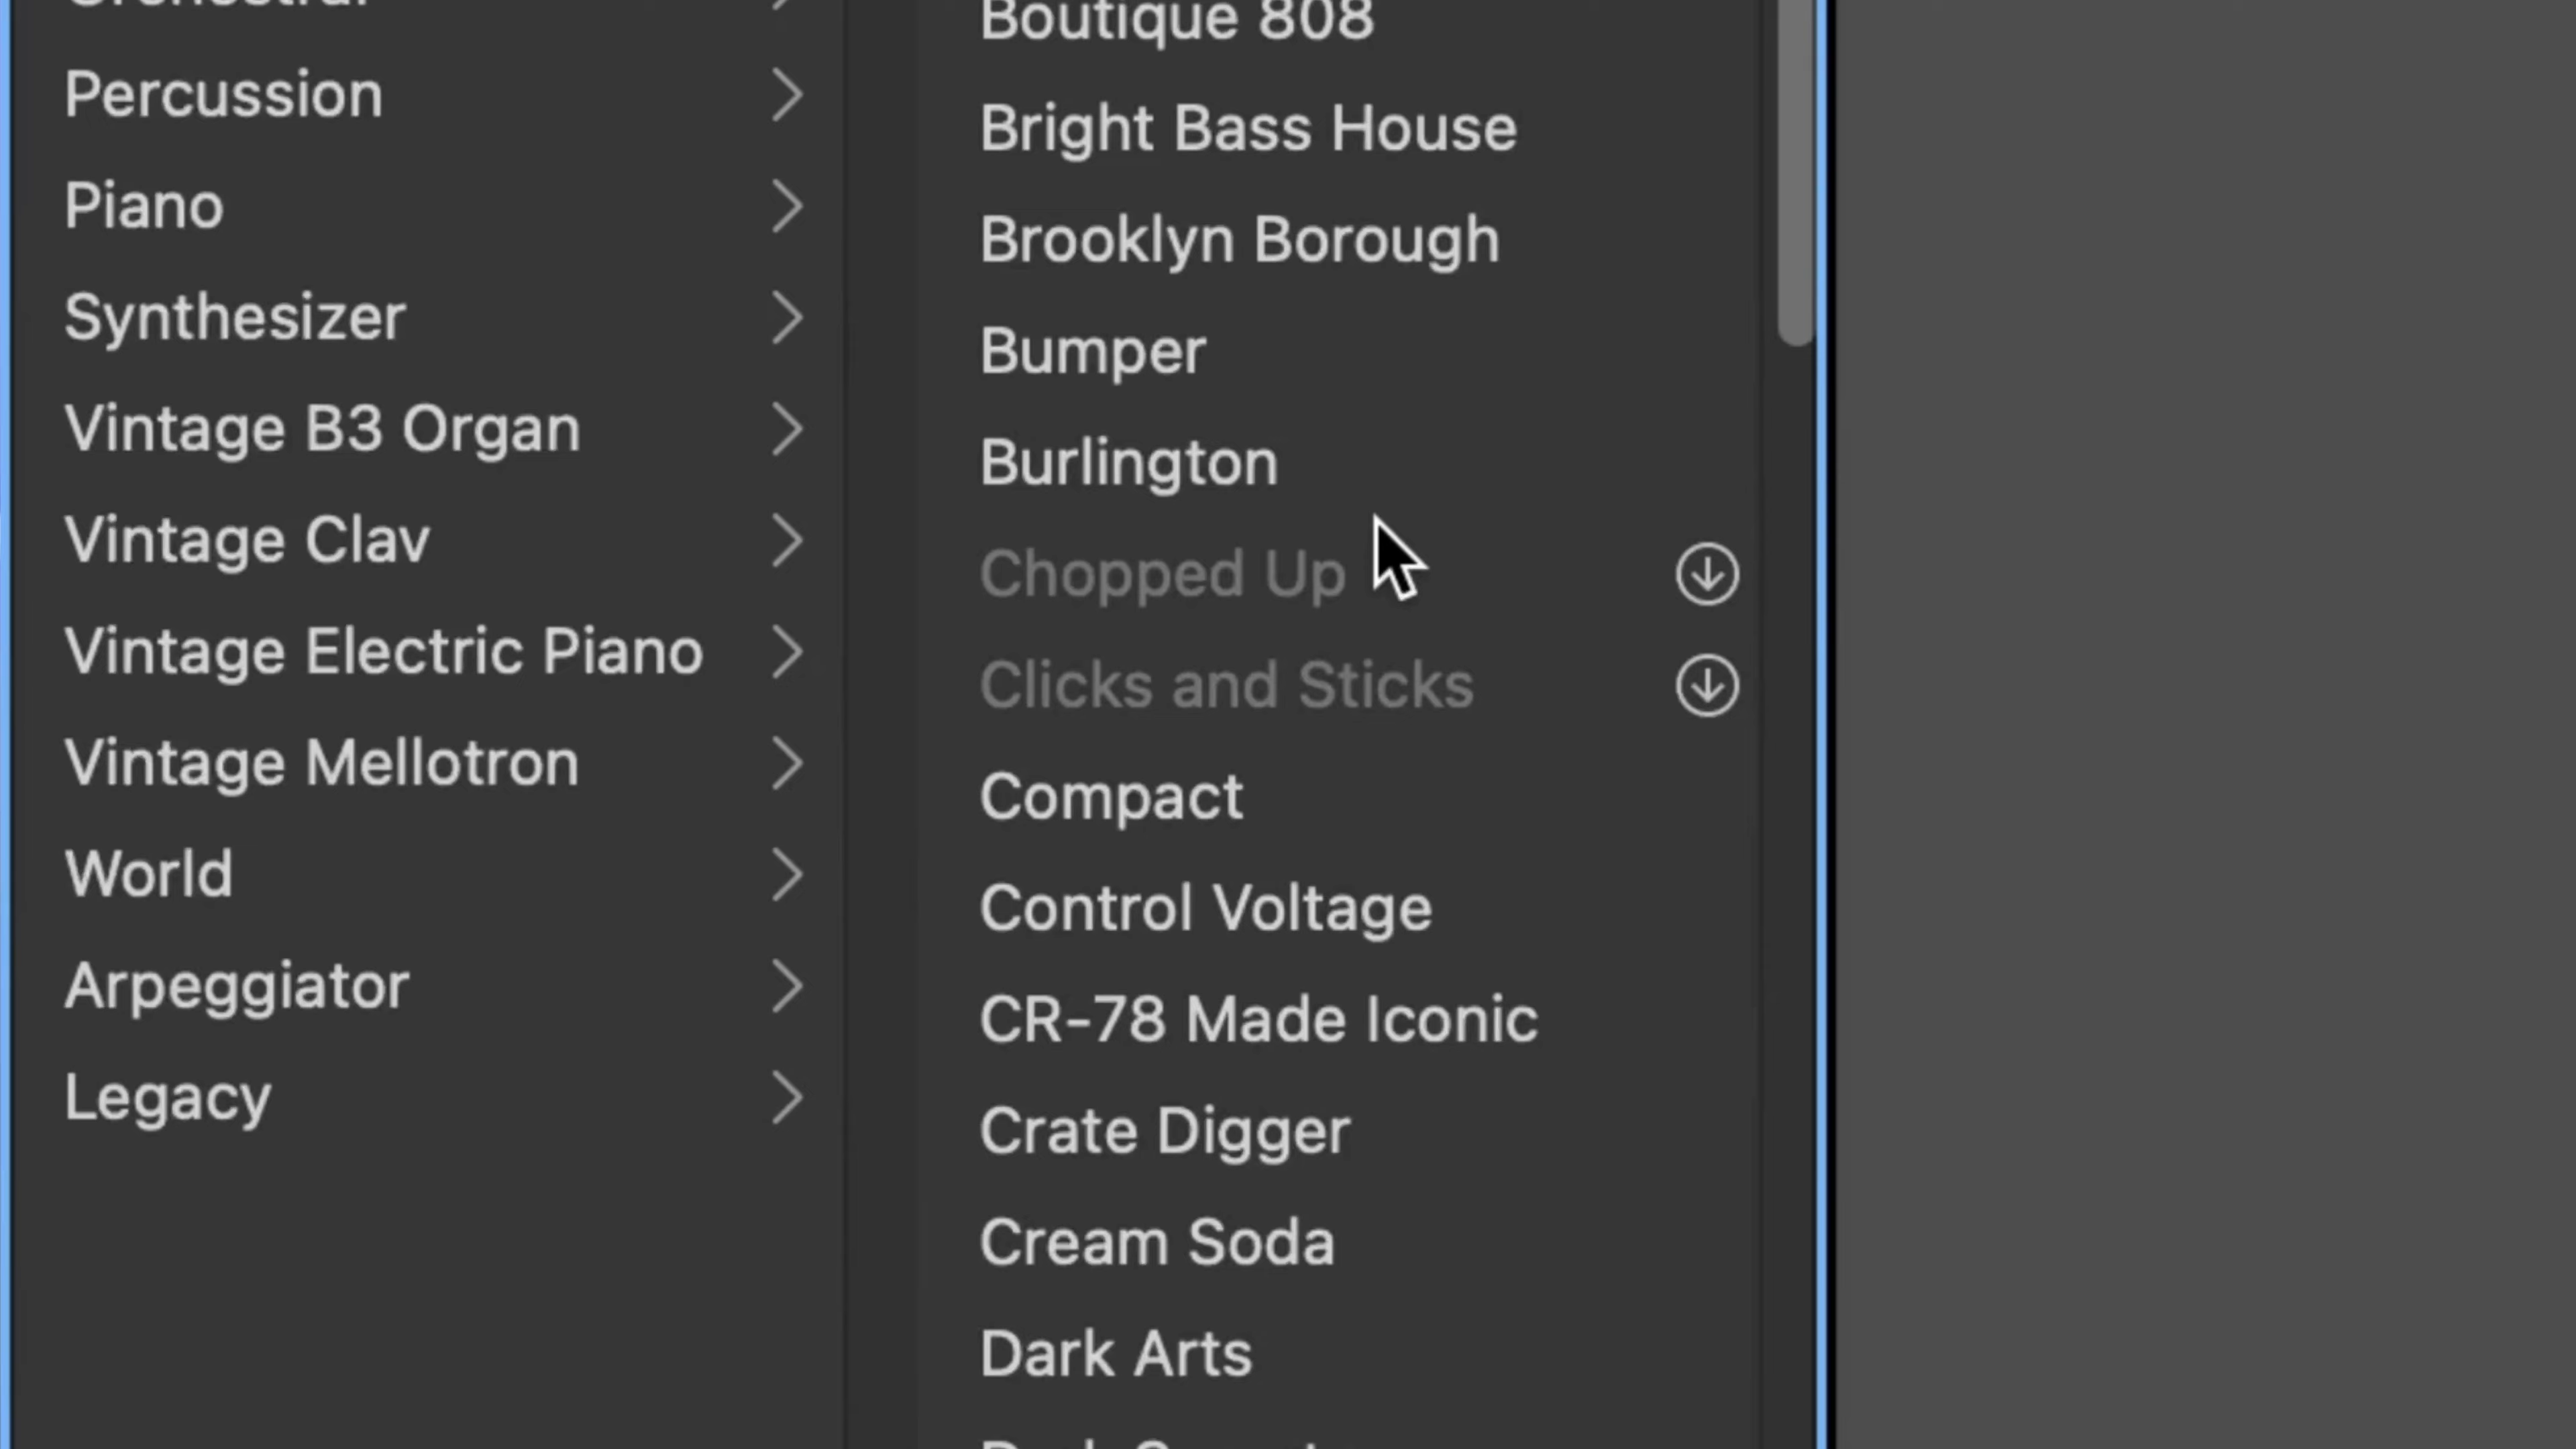 Percussion
Piano
Synthesizer
Vintage B3 Organ
Vintage Clav
Vintage Electric Piano
Vintage Mellotron
World
Arpeggiator
Legacy
Boutique 808
Bright Bass House
Brooklyn Borough
Bumper
Burlington
Chopped Up
Clicks and Sticks
Compact
Control Voltage
CR-78 Made Iconic
Crate Digger
Cream Soda
Dark Arts